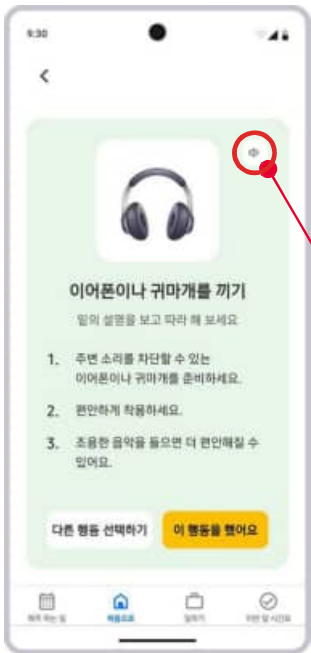 9:30
이어폰이나 귀마개를 끼기
밑의 설명을 보고 따라 해 보세요
1. 주변 소리를 차단할 수 있는
이어폰이나 귀마개를 준비하세요.
2. 편안하게 착용하세요.
3. 조용한 음악을 들으면 더 편안해질 수
있어요.
다른 행동 선택하기
이 행동을 했어요
처음으로